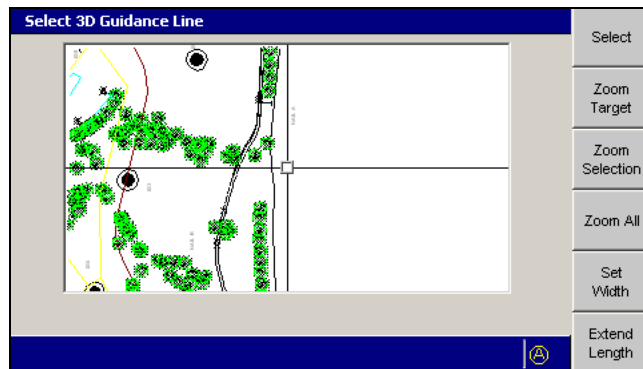 Select 3D Guidance Line
Select
Zoom
Target
Zoom
Selection
Zoom All
Set
Width
Extend
Length
A